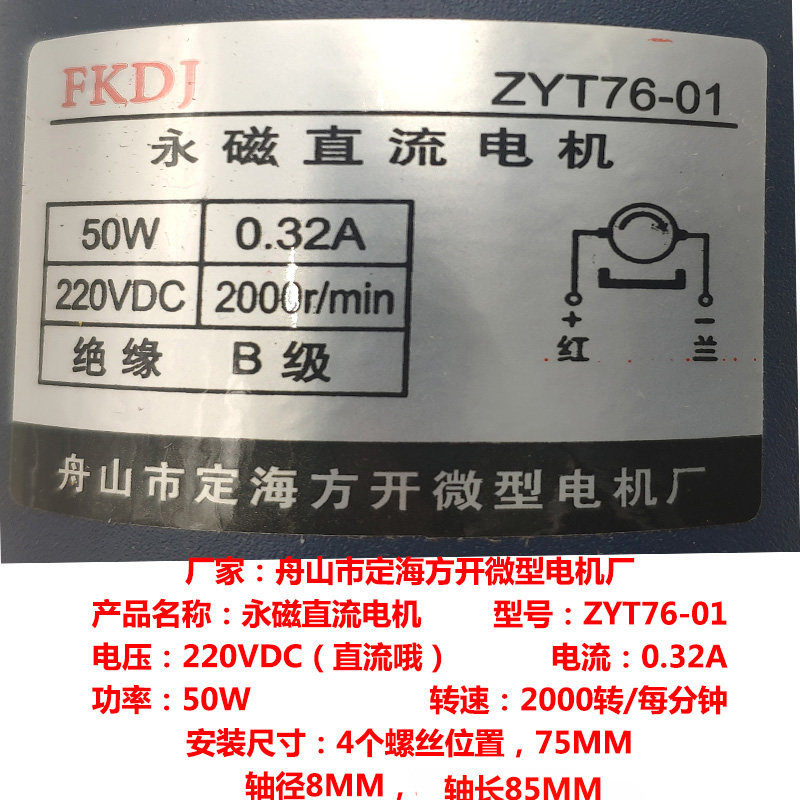 FKDJ ZYT76-01
永磁直流电机
50W 0.32A
220VDC 2000r/min
绝缘 B级
+ −
红 兰
舟山市定海方开微型电机厂
厂家：舟山市定海方开微型电机厂
产品名称：永磁直流电机 型号：ZYT76-01
电压：220VDC（直流哦） 电流：0.32A
功率：50W 转速：2000转/每分钟
安装尺寸：4个螺丝位置，75MM
轴径8MM， 轴长85MM